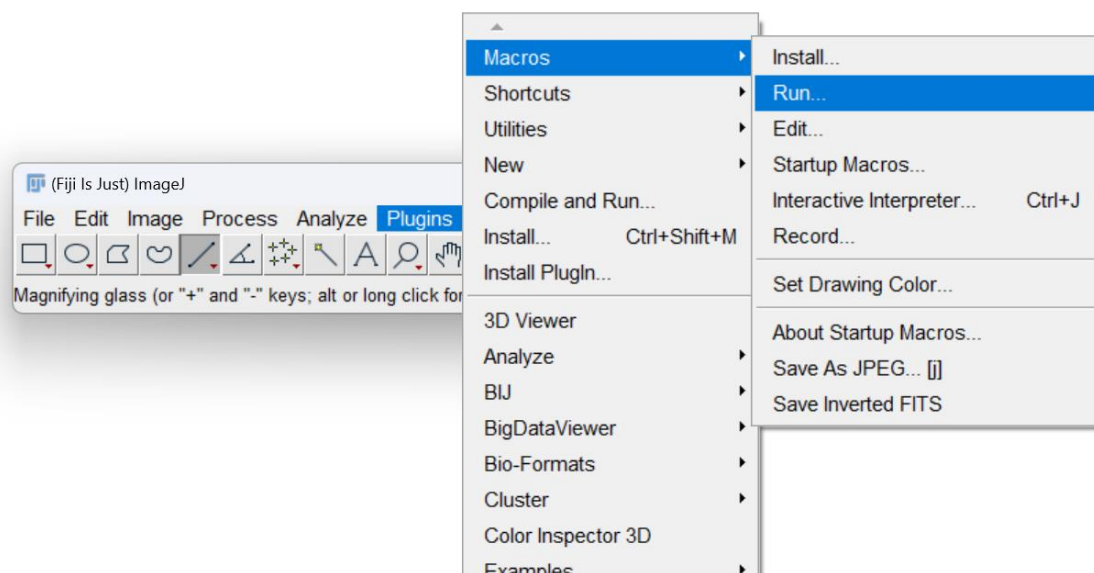 (Fiji Is Just) ImageJ
File Edit Image Process Analyze Plugins
A
Magnifying glass (or "+" and "-" keys; alt or long click for
Macros
Shortcuts
Utilities
New
Compile and Run...
Install... Ctrl+Shift+M
Install PlugIn...
3D Viewer
Analyze
BIJ
BigDataViewer
Bio-Formats
Cluster
Color Inspector 3D
Examples
Install...
Run...
Edit...
Startup Macros...
Interactive Interpreter... Ctrl+J
Record...
Set Drawing Color...
About Startup Macros...
Save As JPEG... [j]
Save Inverted FITS